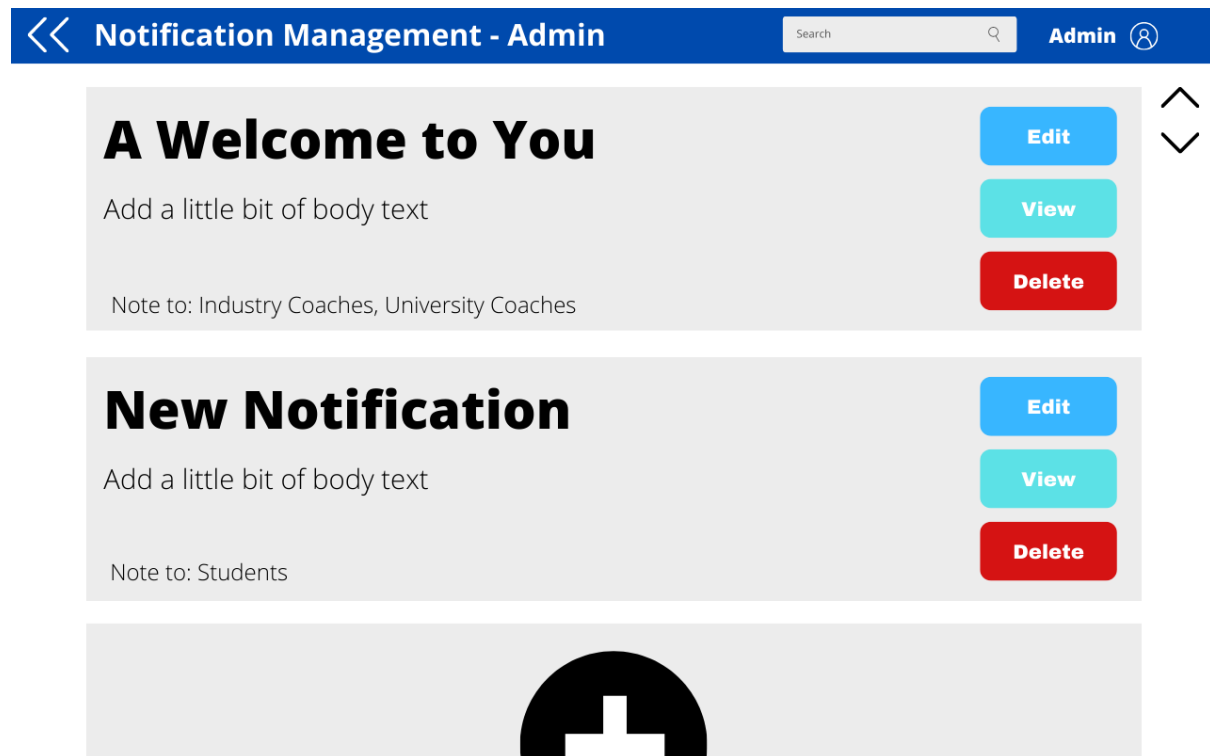 Notification Management - Admin
Search
Admin
A Welcome to You
Add a little bit of body text
Note to: Industry Coaches, University Coaches
Edit
View
Delete
New Notification
Add a little bit of body text
Note to: Students
Edit
View
Delete